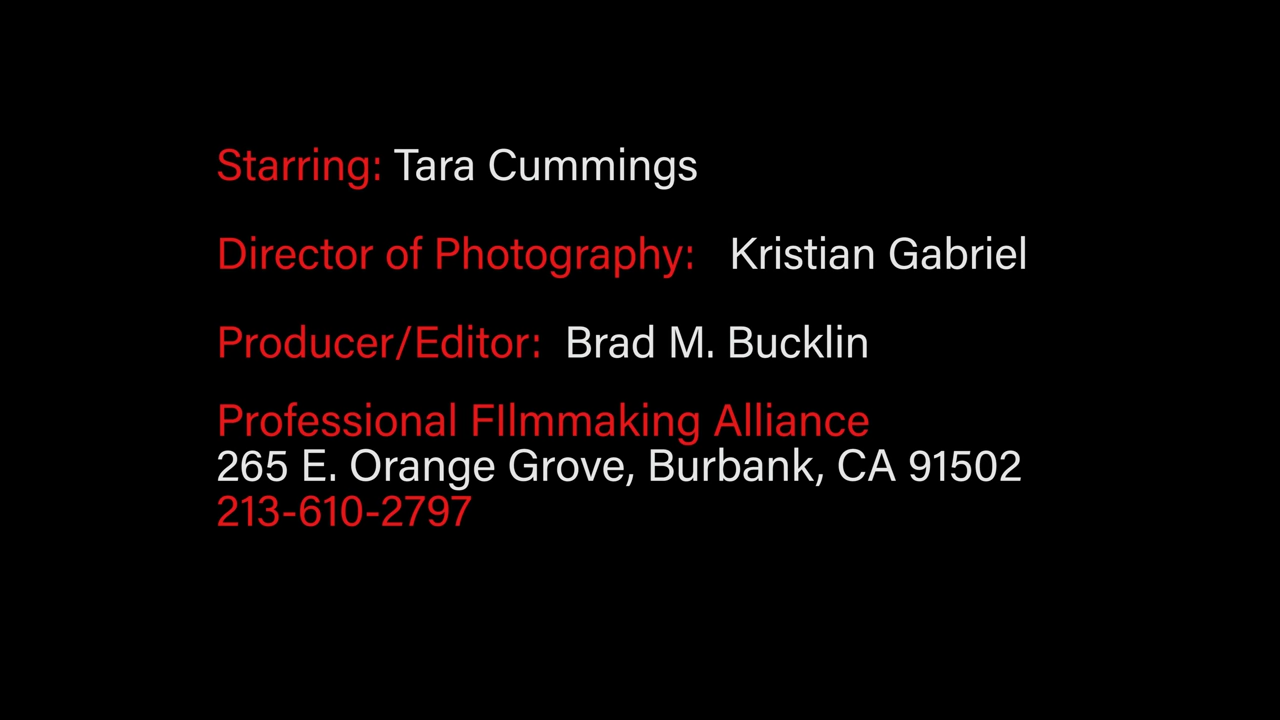 Starring: Tara Cummings
Director of Photography: Kristian Gabriel
Producer/Editor: Brad M. Bucklin
Professional FIlmmaking Alliance
265 E. Orange Grove, Burbank, CA 91502
213-610-2797